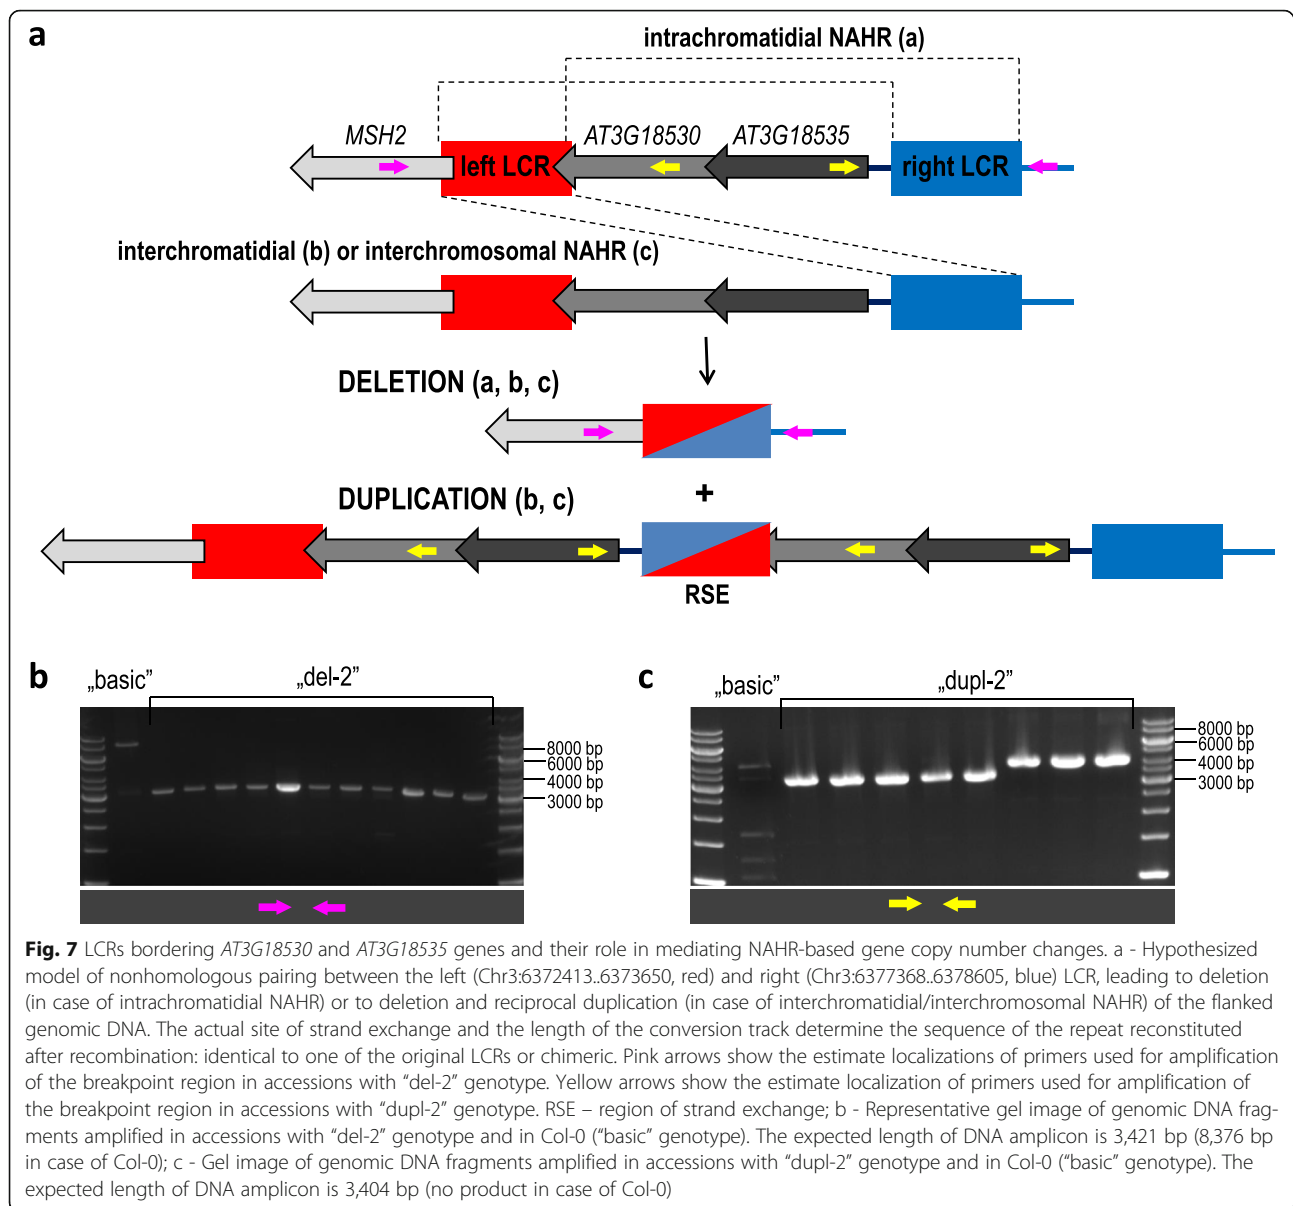 a
intrachromatidial NAHR (a)
MSH2 AT3G18530 AT3G18535
left LCR right LCR
interchromatidial (b) or interchromosomal NAHR (c)
DELETION (a, b, c)
+
DUPLICATION (b, c)
RSE
b
„basic” „del-2”
8000 bp
6000 bp
4000 bp
3000 bp
c
„basic” „dupl-2”
8000 bp
6000 bp
4000 bp
3000 bp
Fig. 7 LCRs bordering AT3G18530 and AT3G18535 genes and their role in mediating NAHR-based gene copy number changes. a - Hypothesized
model of nonhomologous pairing between the left (Chr3:6372413..6373650, red) and right (Chr3:6377368..6378605, blue) LCR, leading to deletion
(in case of intrachromatidial NAHR) or to deletion and reciprocal duplication (in case of interchromatidial/interchromosomal NAHR) of the flanked
genomic DNA. The actual site of strand exchange and the length of the conversion track determine the sequence of the repeat reconstituted
after recombination: identical to one of the original LCRs or chimeric. Pink arrows show the estimate localizations of primers used for amplification
of the breakpoint region in accessions with “del-2” genotype. Yellow arrows show the estimate localization of primers used for amplification of
the breakpoint region in accessions with “dupl-2” genotype. RSE – region of strand exchange; b - Representative gel image of genomic DNA frag-
ments amplified in accessions with “del-2” genotype and in Col-0 (“basic” genotype). The expected length of DNA amplicon is 3,421 bp (8,376 bp
in case of Col-0); c - Gel image of genomic DNA fragments amplified in accessions with “dupl-2” genotype and in Col-0 (“basic” genotype). The
expected length of DNA amplicon is 3,404 bp (no product in case of Col-0)